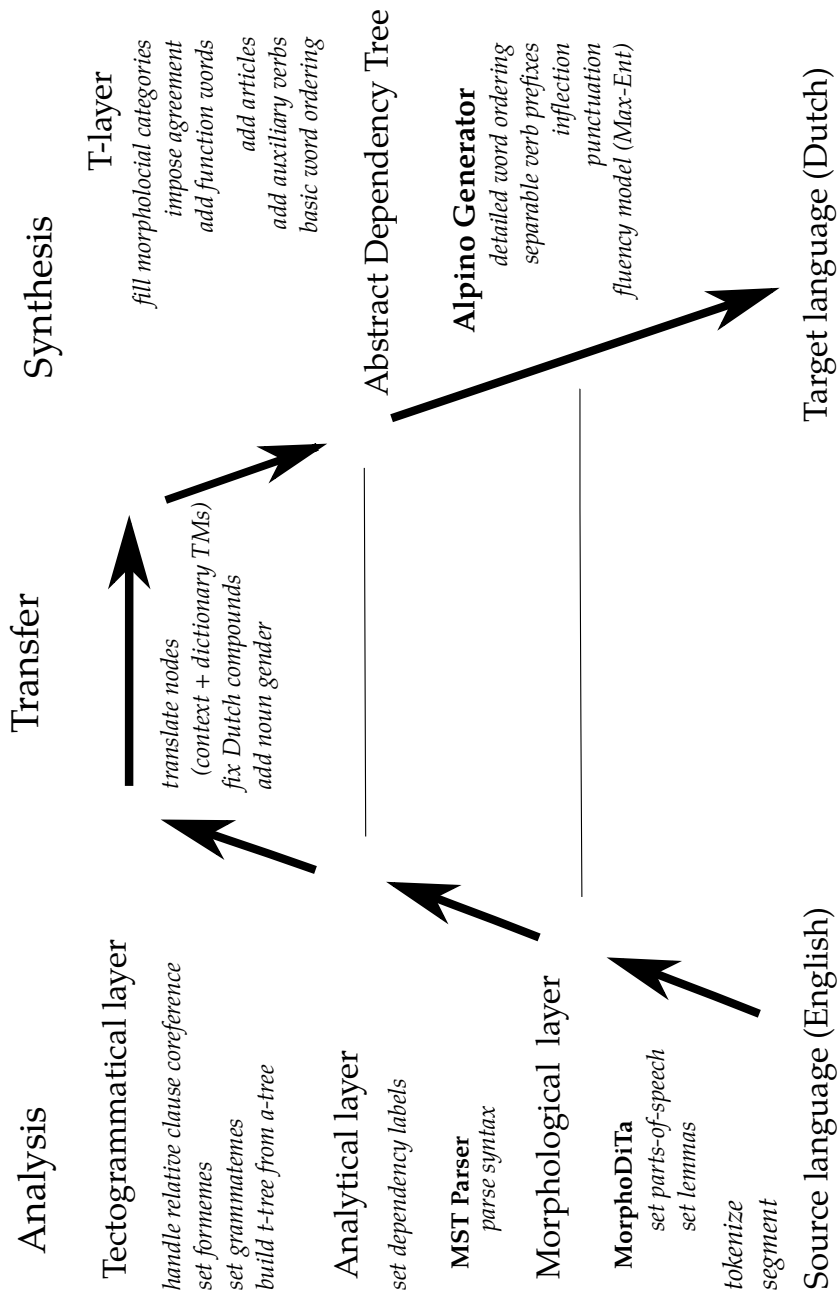 Analysis
Transfer
Synthesis
Tectogrammatical layer
handle relative clause coreference
set formemes
set grammatemes
build t-tree from a-tree
Analytical layer
set dependency labels
MST Parser
parse syntax
Morphological layer
MorphoDiTa
set parts-of-speech
set lemmas
tokenize
segment
Source language (English)
translate nodes
(context + dictionary TMs)
fix Dutch compounds
add noun gender
T-layer
fill morpholocial categories
impose agreement
add function words
add articles
add auxiliary verbs
basic word ordering
Abstract Dependency Tree
Alpino Generator
detailed word ordering
separable verb prefixes
inflection
punctuation
fluency model (Max-Ent)
Target language (Dutch)